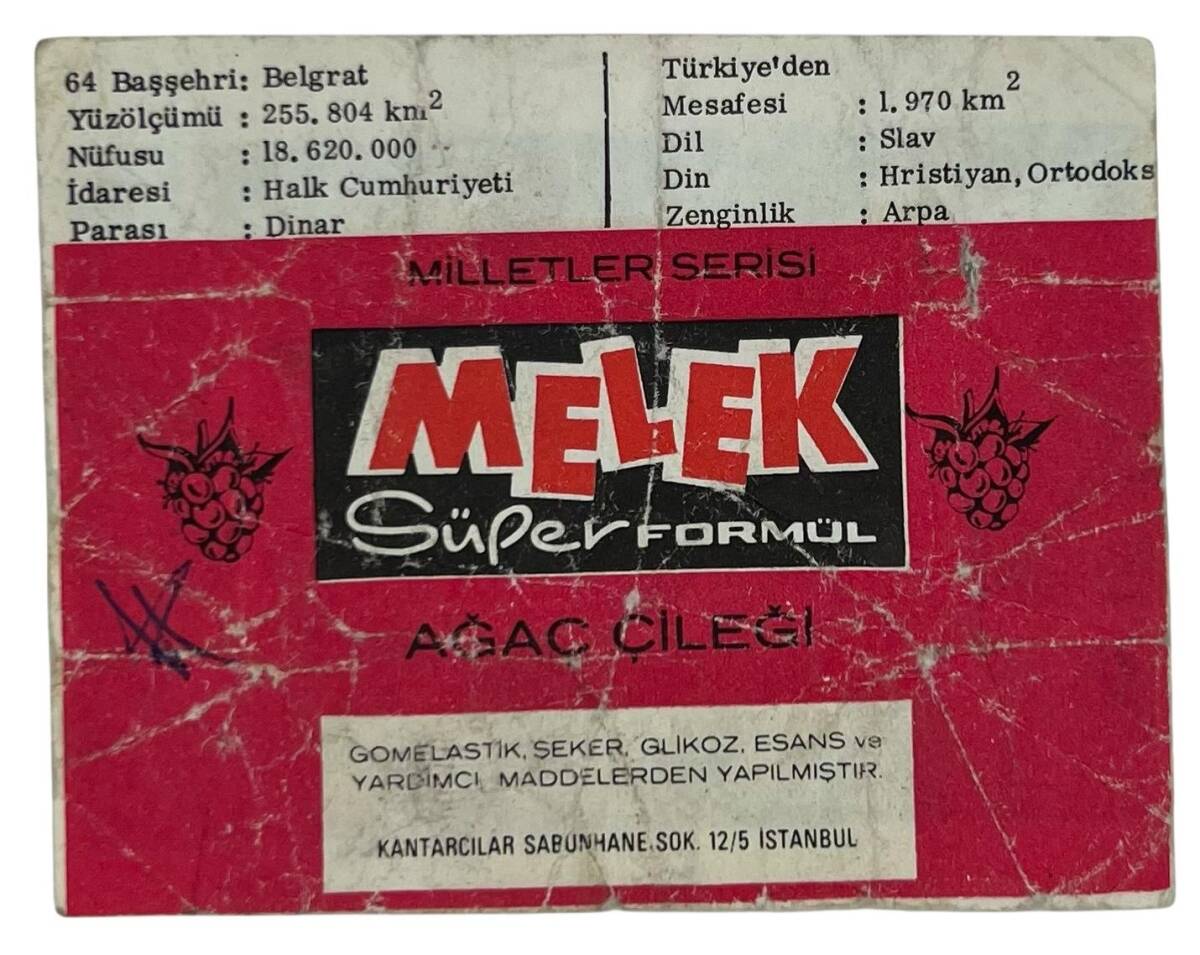 64 Başşehri: Belgrat
Yüzölçümü : 255.804 km2
Nüfusu : 18.620.000
İdaresi : Halk Cumhuriyeti
Parası : Dinar
Türkiye'den
Mesafesi : 1.970 km2
Dil : Slav
Din : Hristiyan, Ortodoks
Zenginlik : Arpa
MİLLETLER SERİSİ
MELEK
Süper FORMÜL
AĞAÇ ÇİLEĞİ
GOMELASTİK, ŞEKER, GLİKOZ, ESANS ve
YARDIMCI MADDELERDEN YAPILMIŞTIR.
KANTARCILAR SABUNHANE SOK. 12/5 İSTANBUL